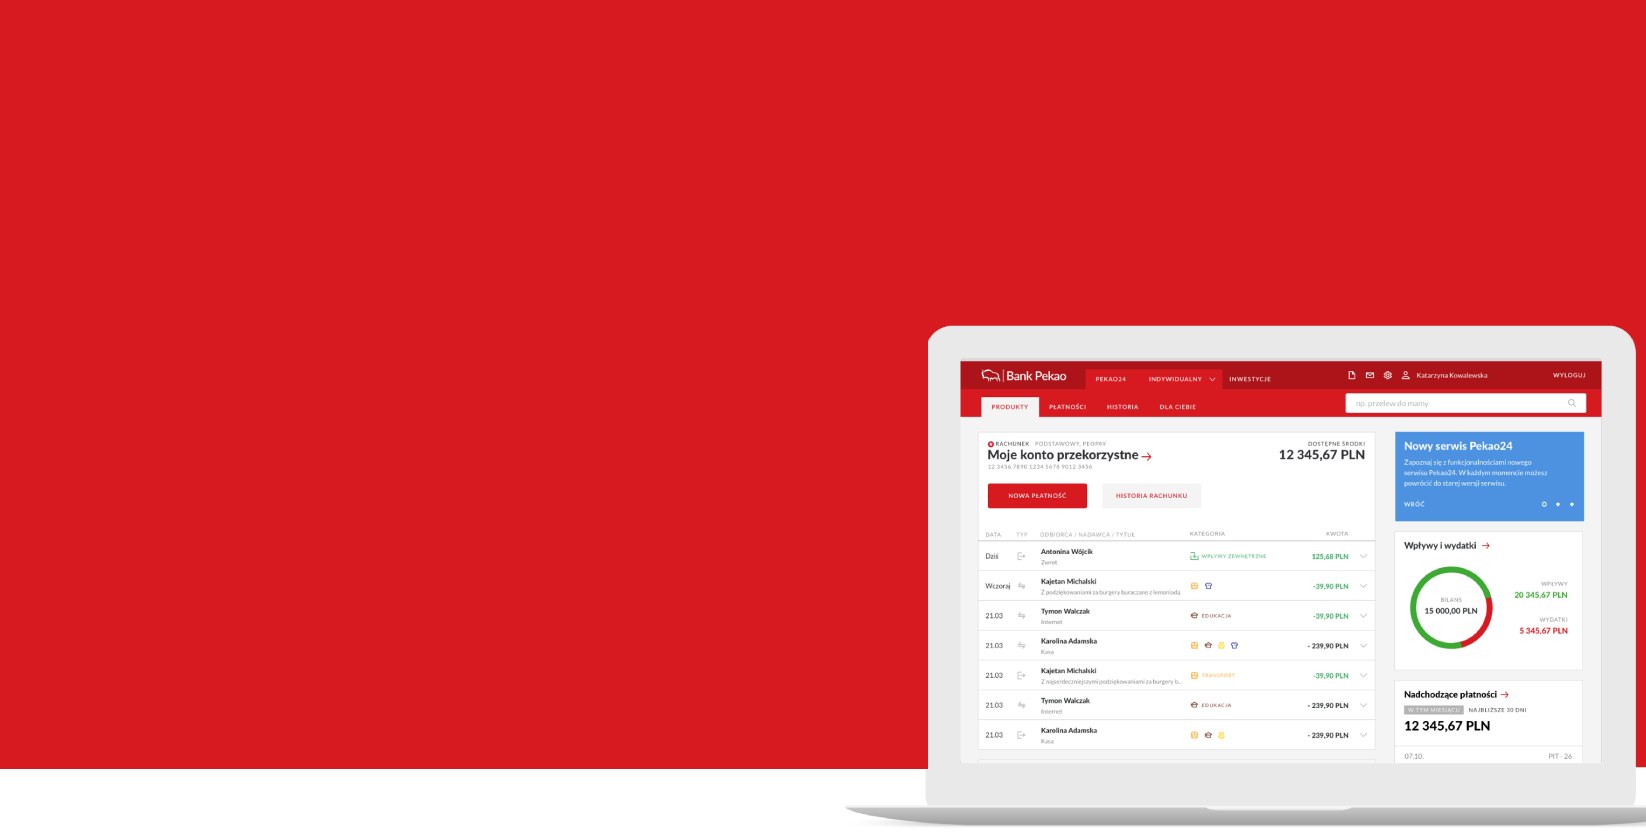 Bank Pekao
PEKAO24 INDYWIDUALNY INWESTYCJE
Katarzyna Kowalewska
WYLOGUJ
PRODUKTY PŁATNOŚCI HISTORIA DLA CIEBIE
np. przelew do mamy
RACHUNEK PODSTAWOWY, PEOPAY
Moje konto przekorzystne
12 3456 7890 1234 5678 9012 3456
DOSTĘPNE ŚRODKI
12 345,67 PLN
NOWA PŁATNOŚĆ HISTORIA RACHUNKU
DATA TYP ODBIORCA / NADAWCA / TYTUŁ KATEGORIA KWOTA
Dziś Antonina Wójcik WPŁYWY ZEWNĘTRZNE 125,68 PLN
Zwrot
Wczoraj Kajetan Michalski -39,90 PLN
Z podziękowaniami za burgery buraczane z lemoniadą
21.03 Tymon Walczak EDUKACJA -39,90 PLN
Internet
21.03 Karolina Adamska - 239,90 PLN
Kasa
21.03 Kajetan Michalski TRANSPORT -39,90 PLN
Z najserdeczniejszymi podziękowaniami za burgery b...
21.03 Tymon Walczak EDUKACJA - 239,90 PLN
Internet
21.03 Karolina Adamska - 239,90 PLN
Kasa
Nowy serwis Pekao24
Zapoznaj się z funkcjonalnościami nowego
serwisu Pekao24. W każdym momencie możesz
powrócić do starej wersji serwisu.
WRÓĆ
Wpływy i wydatki
BILANS
15 000,00 PLN
WPŁYWY
20 345,67 PLN
WYDATKI
5 345,67 PLN
Nadchodzące płatności
W TYM MIESIĄCU NAJBLIŻSZE 30 DNI
12 345,67 PLN
07.10. PIT - 26